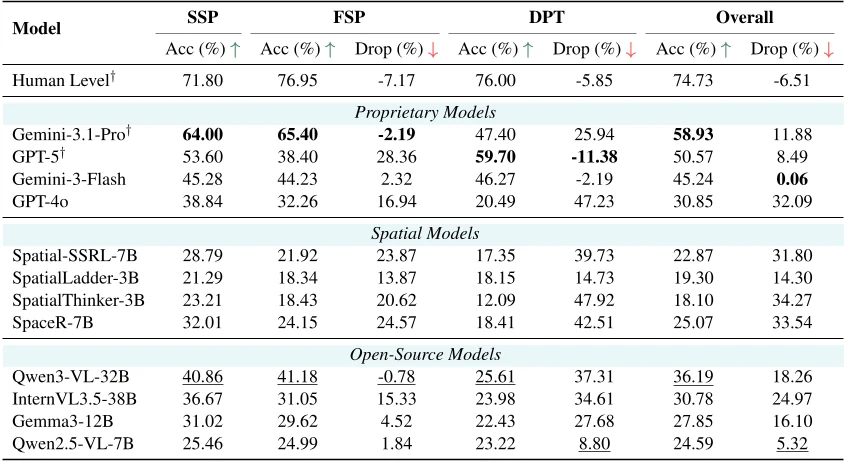 Model SSP FSP DPT Overall
Acc (%) ↑ Acc (%) ↑ Drop (%) ↓ Acc (%) ↑ Drop (%) ↓ Acc (%) ↑ Drop (%) ↓
Human Level† 71.80 76.95 -7.17 76.00 -5.85 74.73 -6.51
Proprietary Models
Gemini-3.1-Pro† 64.00 65.40 -2.19 47.40 25.94 58.93 11.88
GPT-5† 53.60 38.40 28.36 59.70 -11.38 50.57 8.49
Gemini-3-Flash 45.28 44.23 2.32 46.27 -2.19 45.24 0.06
GPT-4o 38.84 32.26 16.94 20.49 47.23 30.85 32.09
Spatial Models
Spatial-SSRL-7B 28.79 21.92 23.87 17.35 39.73 22.87 31.80
SpatialLadder-3B 21.29 18.34 13.87 18.15 14.73 19.30 14.30
SpatialThinker-3B 23.21 18.43 20.62 12.09 47.92 18.10 34.27
SpaceR-7B 32.01 24.15 24.57 18.41 42.51 25.07 33.54
Open-Source Models
Qwen3-VL-32B 40.86 41.18 -0.78 25.61 37.31 36.19 18.26
InternVL3.5-38B 36.67 31.05 15.33 23.98 34.61 30.78 24.97
Gemma3-12B 31.02 29.62 4.52 22.43 27.68 27.85 16.10
Qwen2.5-VL-7B 25.46 24.99 1.84 23.22 8.80 24.59 5.32